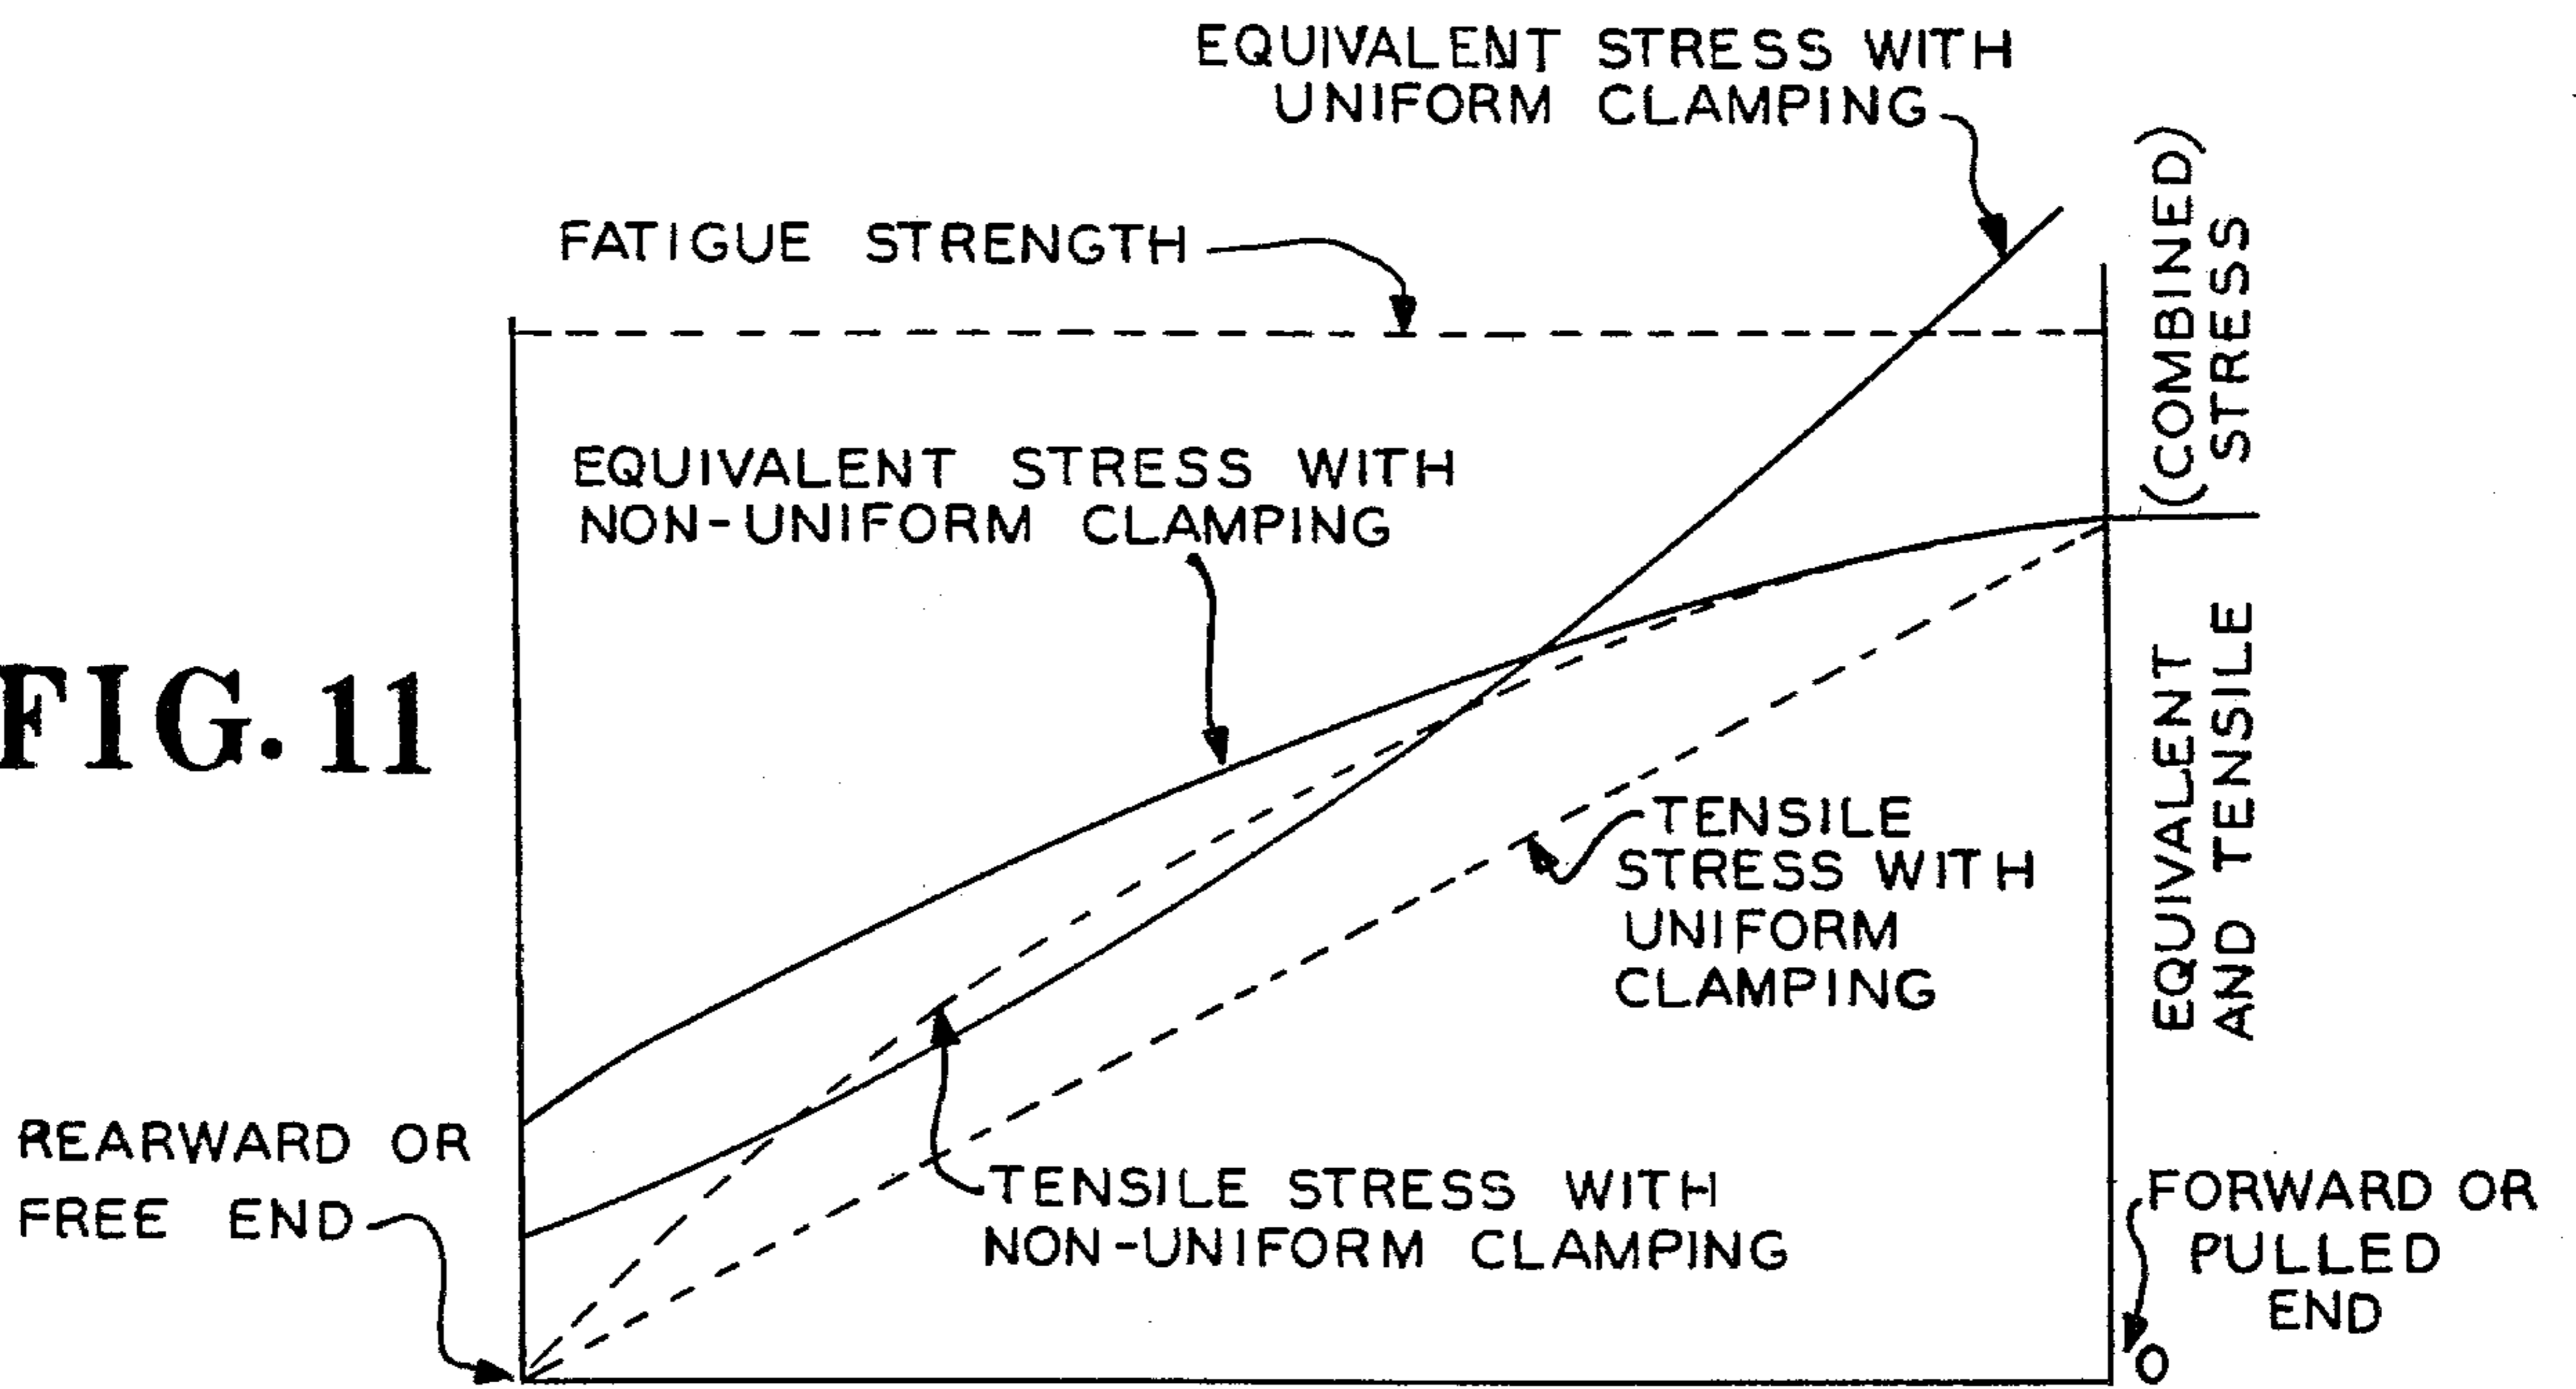 EQUIVALENT STRESS WITH
UNIFORM CLAMPING
FATIGUE STRENGTH
(COMBINED)
STRESS
EQUIVALENT STRESS WITH
NON-UNIFORM CLAMPING
FIG. 11
EQUIVALENT
AND TENSILE
TENSILE
STRESS WITH
UNIFORM
CLAMPING
REARWARD OR
FREE END
TENSILE STRESS WITH
NON-UNIFORM CLAMPING
FORWARD OR
PULLED
END
O